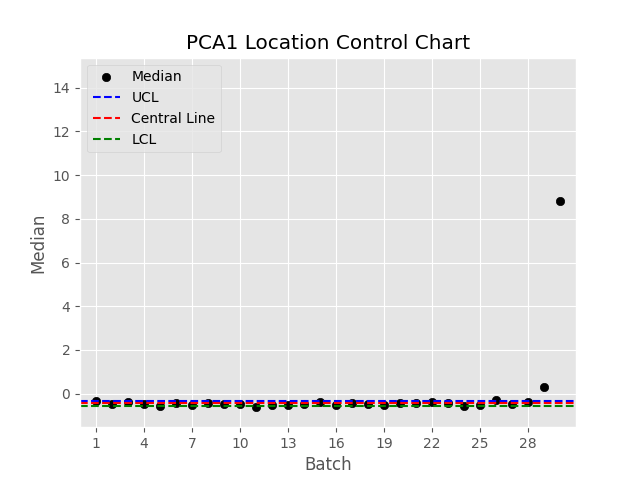 PCA1 Location Control Chart
Median
UCL
Central Line
LCL
14
12
10
8
6
4
2
0
Median
1 4 7 10 13 16 19 22 25 28
Batch